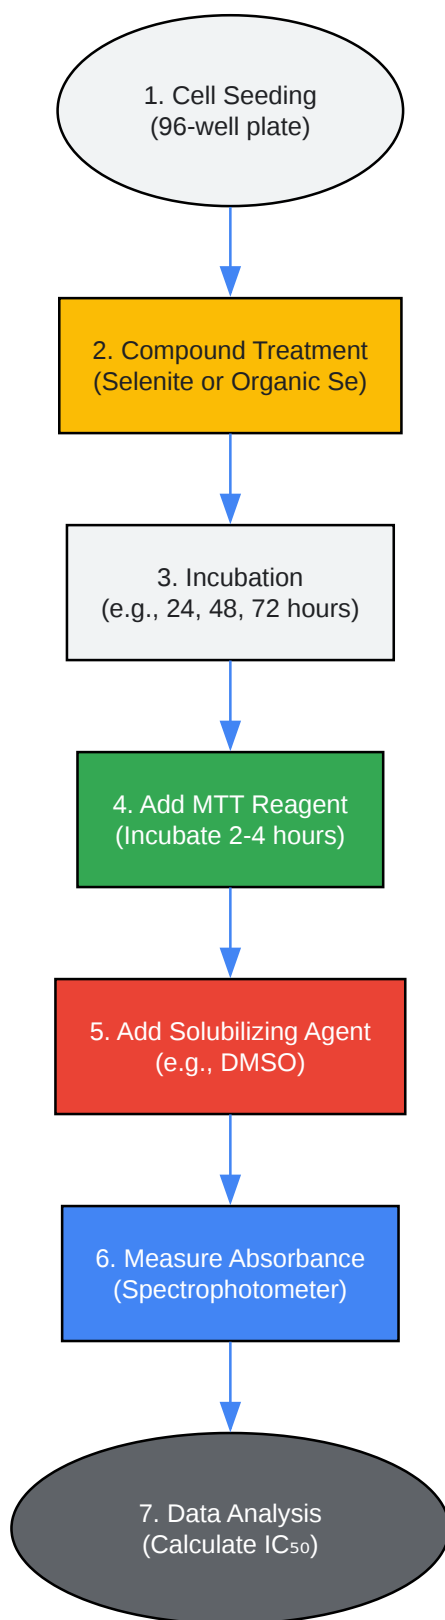 1. Cell Seeding
(96-well plate)
2. Compound Treatment
(Selenite or Organic Se)
3. Incubation
(e.g., 24, 48, 72 hours)
4. Add MTT Reagent
(Incubate 2-4 hours)
5. Add Solubilizing Agent
(e.g., DMSO)
6. Measure Absorbance
(Spectrophotometer)
7. Data Analysis
(Calculate IC₅₀)